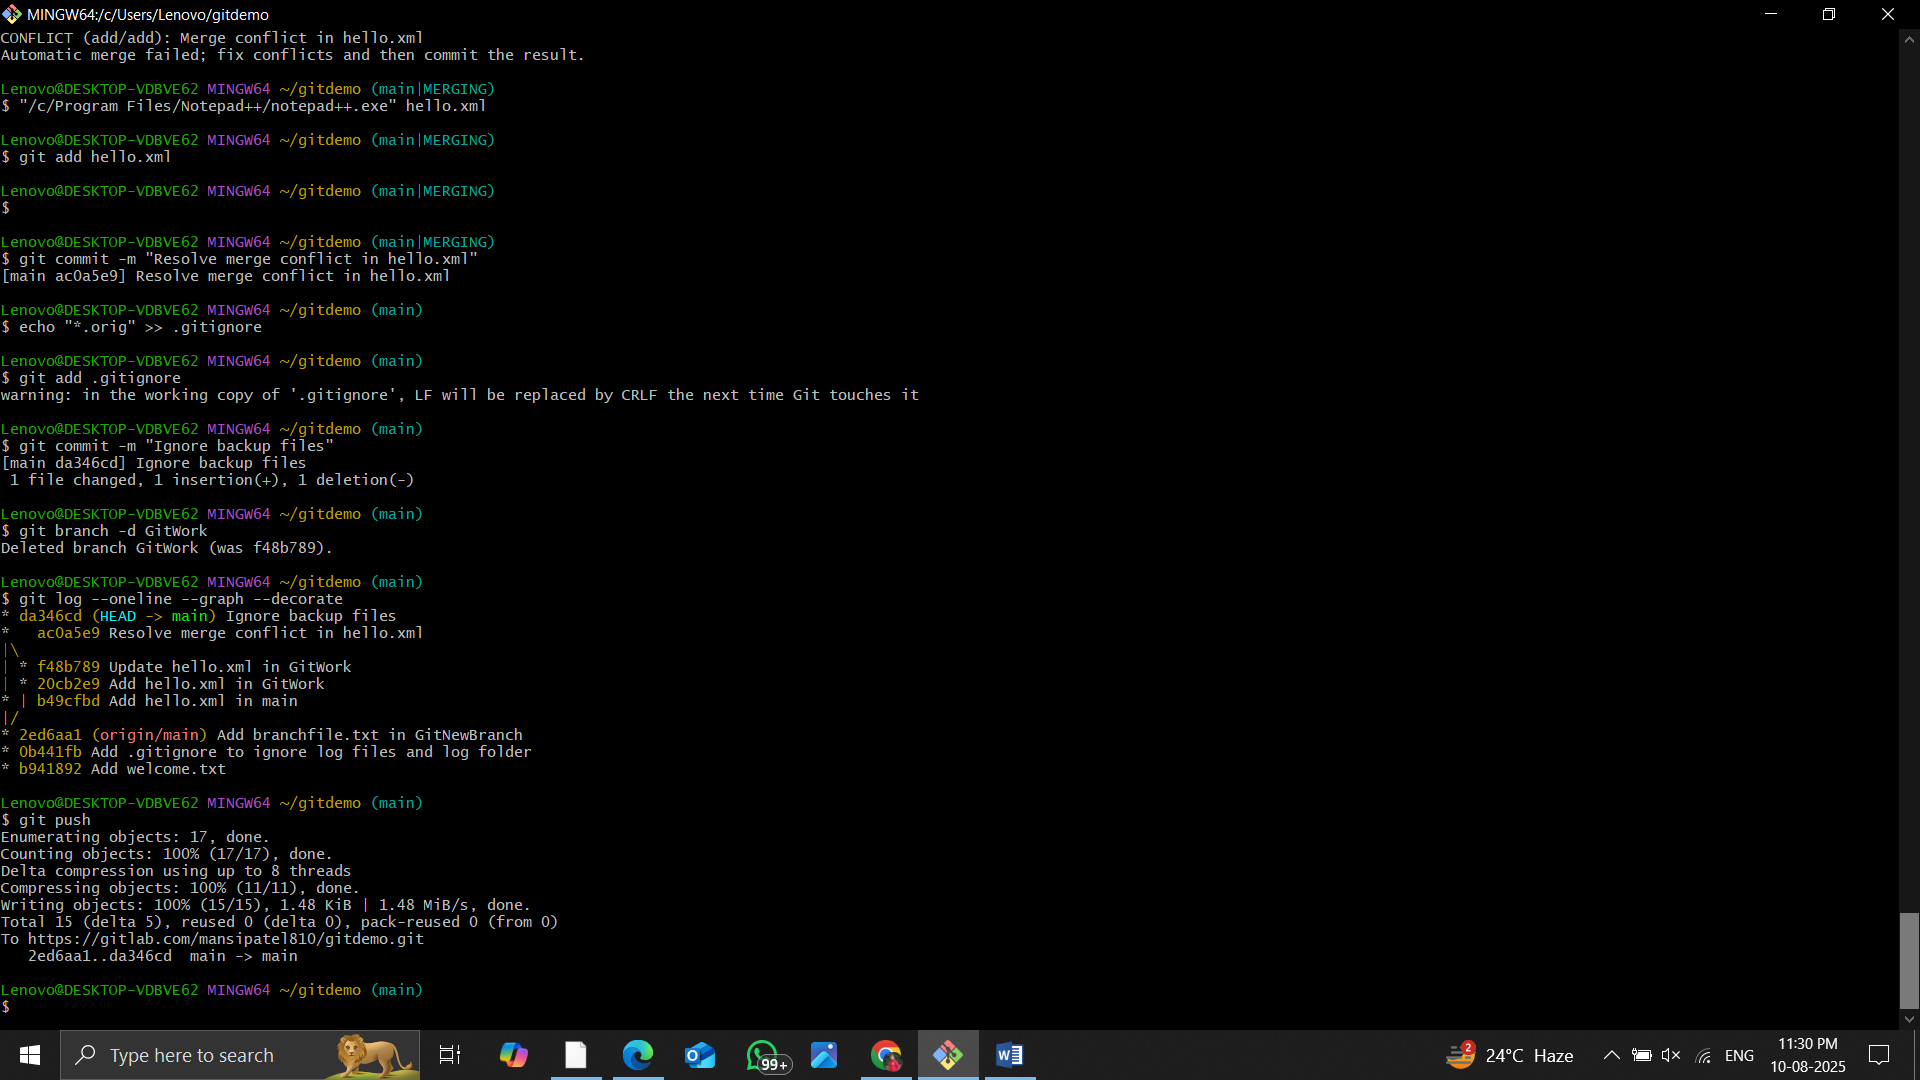 MINGW64:/c/Users/Lenovo/gitdemo
CONFLICT (add/add): Merge conflict in hello.xml
Automatic merge failed; fix conflicts and then commit the result.
Lenovo@DESKTOP-VDBVE62 MINGW64 ~/gitdemo (main|MERGING)
$ "/c/Program Files/Notepad++/notepad++.exe" hello.xml
Lenovo@DESKTOP-VDBVE62 MINGW64 ~/gitdemo (main|MERGING)
$ git add hello.xml
Lenovo@DESKTOP-VDBVE62 MINGW64 ~/gitdemo (main|MERGING)
$
Lenovo@DESKTOP-VDBVE62 MINGW64 ~/gitdemo (main|MERGING)
$ git commit -m "Resolve merge conflict in hello.xml"
[main ac0a5e9] Resolve merge conflict in hello.xml
Lenovo@DESKTOP-VDBVE62 MINGW64 ~/gitdemo (main)
$ echo "*.orig" >> .gitignore
Lenovo@DESKTOP-VDBVE62 MINGW64 ~/gitdemo (main)
$ git add .gitignore
warning: in the working copy of '.gitignore', LF will be replaced by CRLF the next time Git touches it
Lenovo@DESKTOP-VDBVE62 MINGW64 ~/gitdemo (main)
$ git commit -m "Ignore backup files"
[main da346cd] Ignore backup files
 1 file changed, 1 insertion(+), 1 deletion(-)
Lenovo@DESKTOP-VDBVE62 MINGW64 ~/gitdemo (main)
$ git branch -d GitWork
Deleted branch GitWork (was f48b789).
Lenovo@DESKTOP-VDBVE62 MINGW64 ~/gitdemo (main)
$ git log --oneline --graph --decorate
* da346cd (HEAD -> main) Ignore backup files
*   ac0a5e9 Resolve merge conflict in hello.xml
|\
| * f48b789 Update hello.xml in GitWork
| * 20cb2e9 Add hello.xml in GitWork
* | b49cfbd Add hello.xml in main
|/
* 2ed6aa1 (origin/main) Add branchfile.txt in GitNewBranch
* 0b441fb Add .gitignore to ignore log files and log folder
* b941892 Add welcome.txt
Lenovo@DESKTOP-VDBVE62 MINGW64 ~/gitdemo (main)
$ git push
Enumerating objects: 17, done.
Counting objects: 100% (17/17), done.
Delta compression using up to 8 threads
Compressing objects: 100% (11/11), done.
Writing objects: 100% (15/15), 1.48 KiB | 1.48 MiB/s, done.
Total 15 (delta 5), reused 0 (delta 0), pack-reused 0 (from 0)
To https://gitlab.com/mansipatel810/gitdemo.git
   2ed6aa1..da346cd  main -> main
Lenovo@DESKTOP-VDBVE62 MINGW64 ~/gitdemo (main)
$
Type here to search
99+
2
24°C Haze
ENG
11:30 PM
10-08-2025